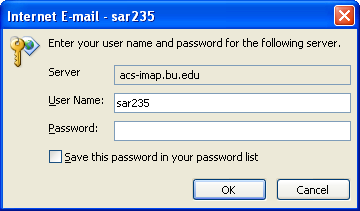 Internet E-mail - sar235
Enter your user name and password for the following server.
Server acs-imap.bu.edu
User Name: sar235
Password:
Save this password in your password list
OK Cancel